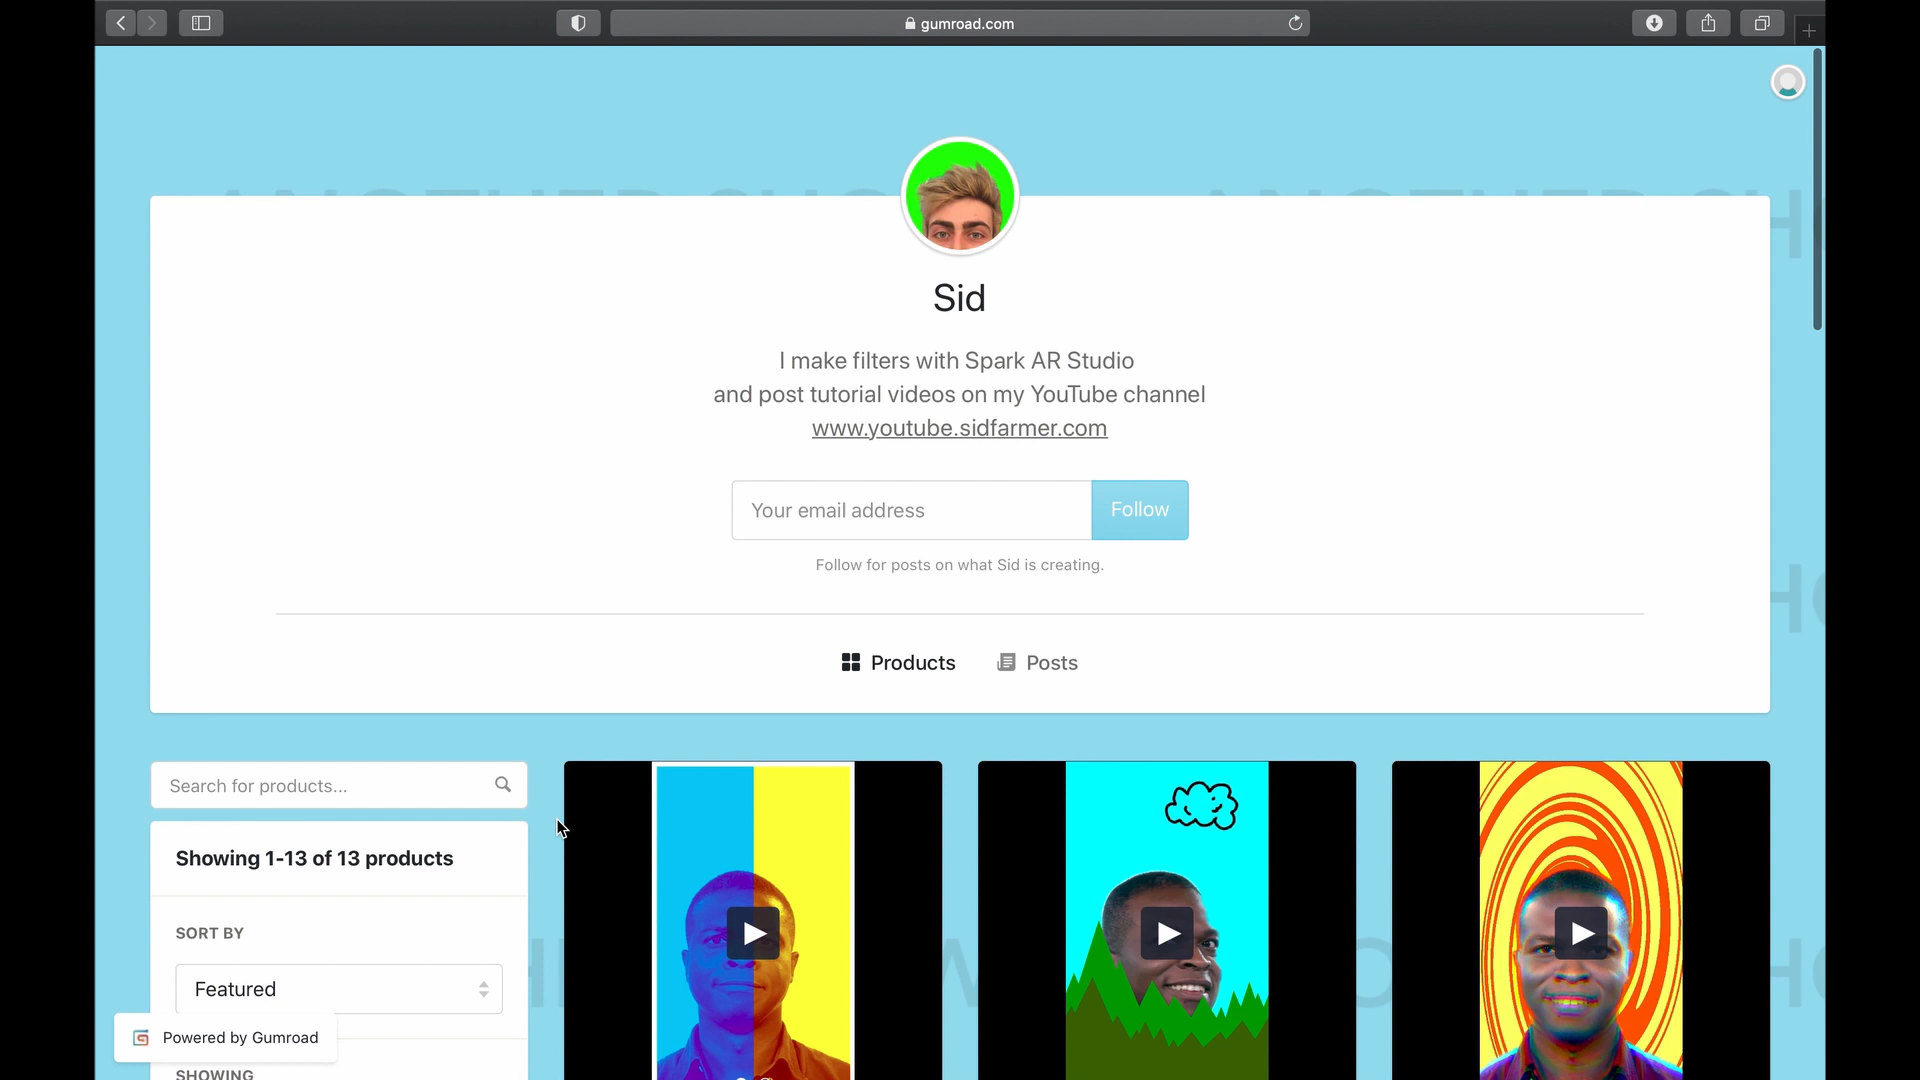 gumroad.com
Sid
I make filters with Spark AR Studio
and post tutorial videos on my YouTube channel
www.youtube.sidfarmer.com
Your email address
Follow
Follow for posts on what Sid is creating.
Products
Posts
Search for products...
Showing 1-13 of 13 products
SORT BY
Featured
Powered by Gumroad
SHOWING